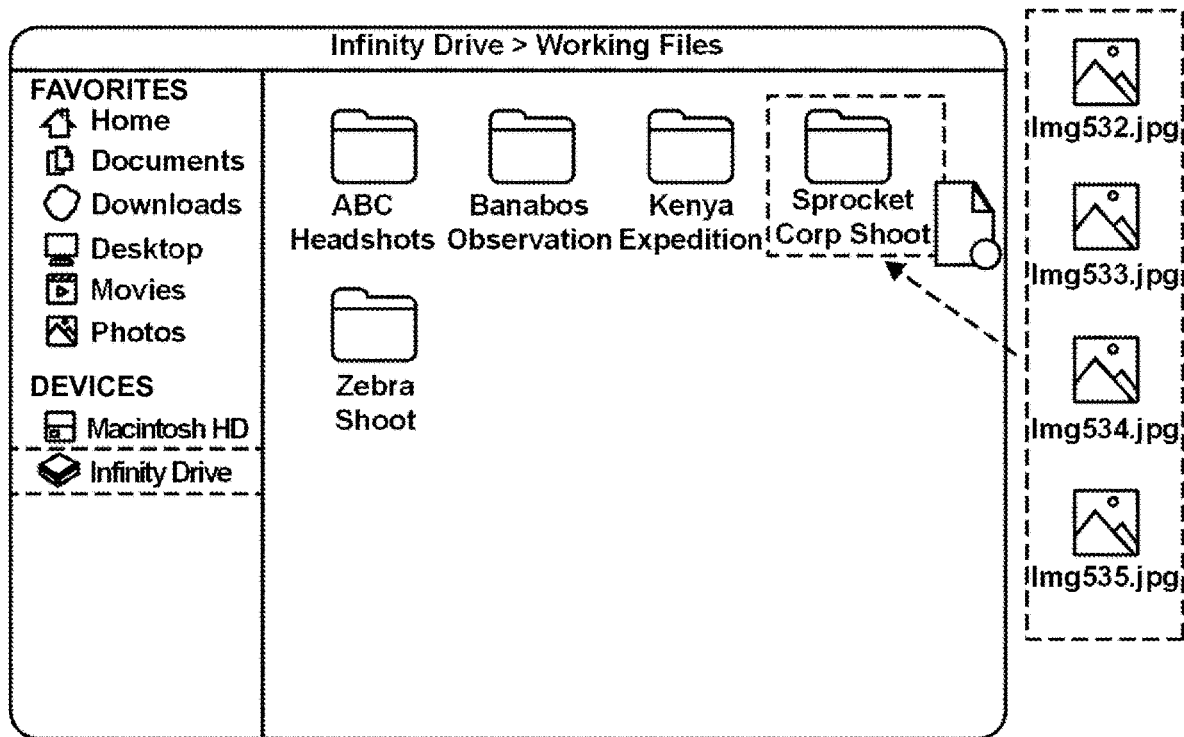 Infinity Drive > Working Files
FAVORITES
Home
Documents
Downloads
Desktop
Movies
Photos
DEVICES
Macintosh HD
Infinity Drive
ABC
Headshots
Banabos
Observation
Kenya
Expedition
Sprocket
Corp Shoot
Zebra
Shoot
Img532.jpg
Img533.jpg
Img534.jpg
Img535.jpg